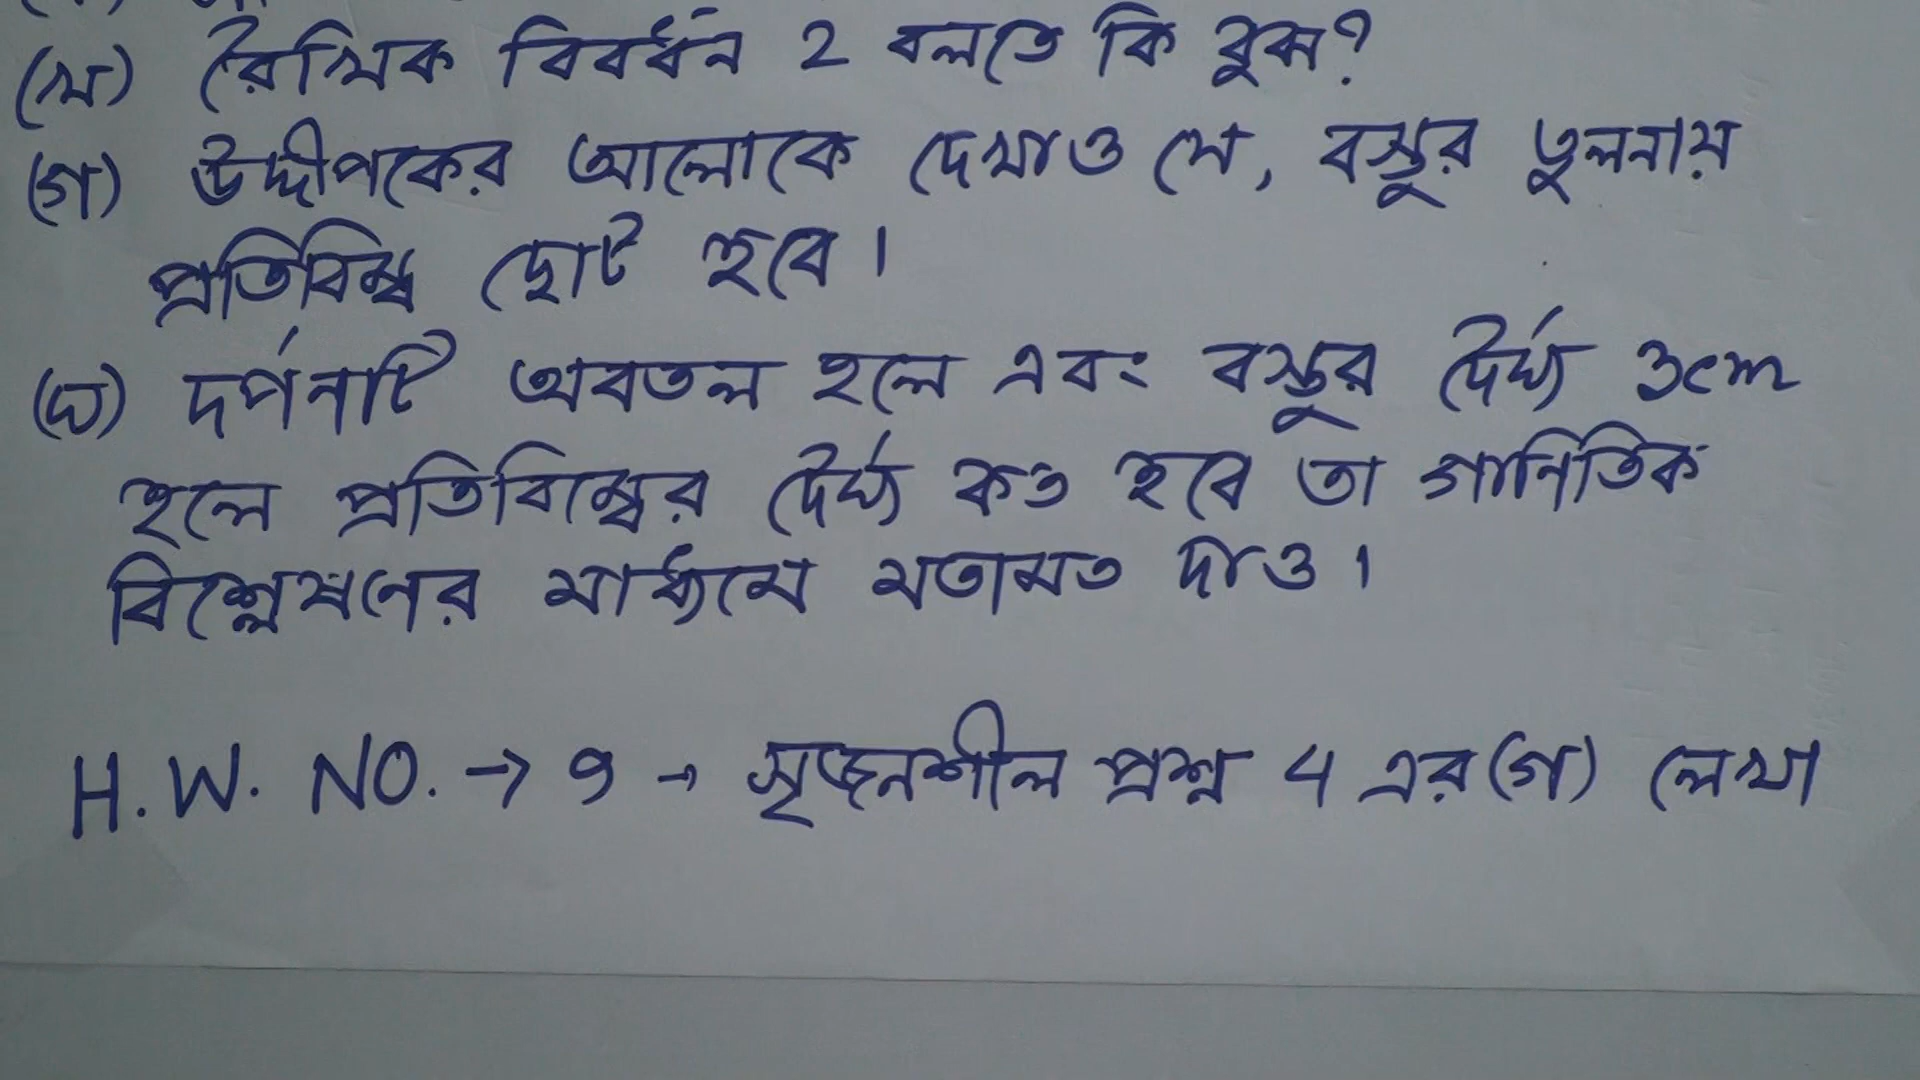 (খ) রৈখিক বিবর্ধন 2 বলতে কি বুঝ?
(গ) উদ্দীপকের আলোকে দেখাও যে, বস্তুর তুলনায়
প্রতিবিম্ব ছোট হবে।
(ঘ) দর্পনটি অবতল হলে এবং বস্তুর দৈর্ঘ্য 3cm
হলে প্রতিবিম্বের দৈর্ঘ্য কত হবে তা গানিতিক
বিশ্লেষণের মাধ্যমে মতামত দাও।
H.W. NO. → 9 → সৃজনশীল প্রশ্ন 4 এর (গ) লেখা